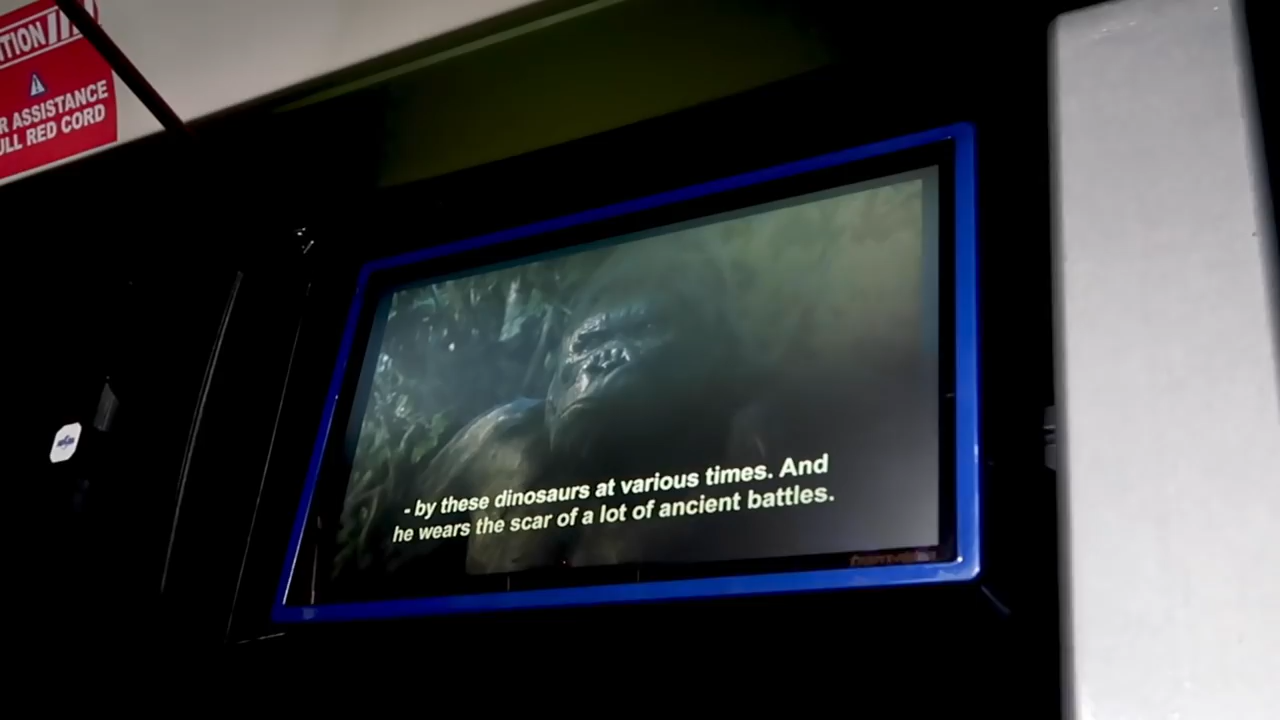 TION
R ASSISTANCE
ULL RED CORD
- by these dinosaurs at various times. And
he wears the scar of a lot of ancient battles.